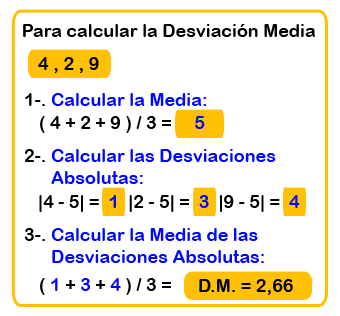 Para calcular la Desviación Media
4 , 2 , 9
1-. Calcular la Media:
( 4 + 2 + 9 ) / 3 = 5
2-. Calcular las Desviaciones
Absolutas:
|4 - 5| = 1 |2 - 5| = 3 |9 - 5| = 4
3-. Calcular la Media de las
Desviaciones Absolutas:
( 1 + 3 + 4 ) / 3 = D.M. = 2,66